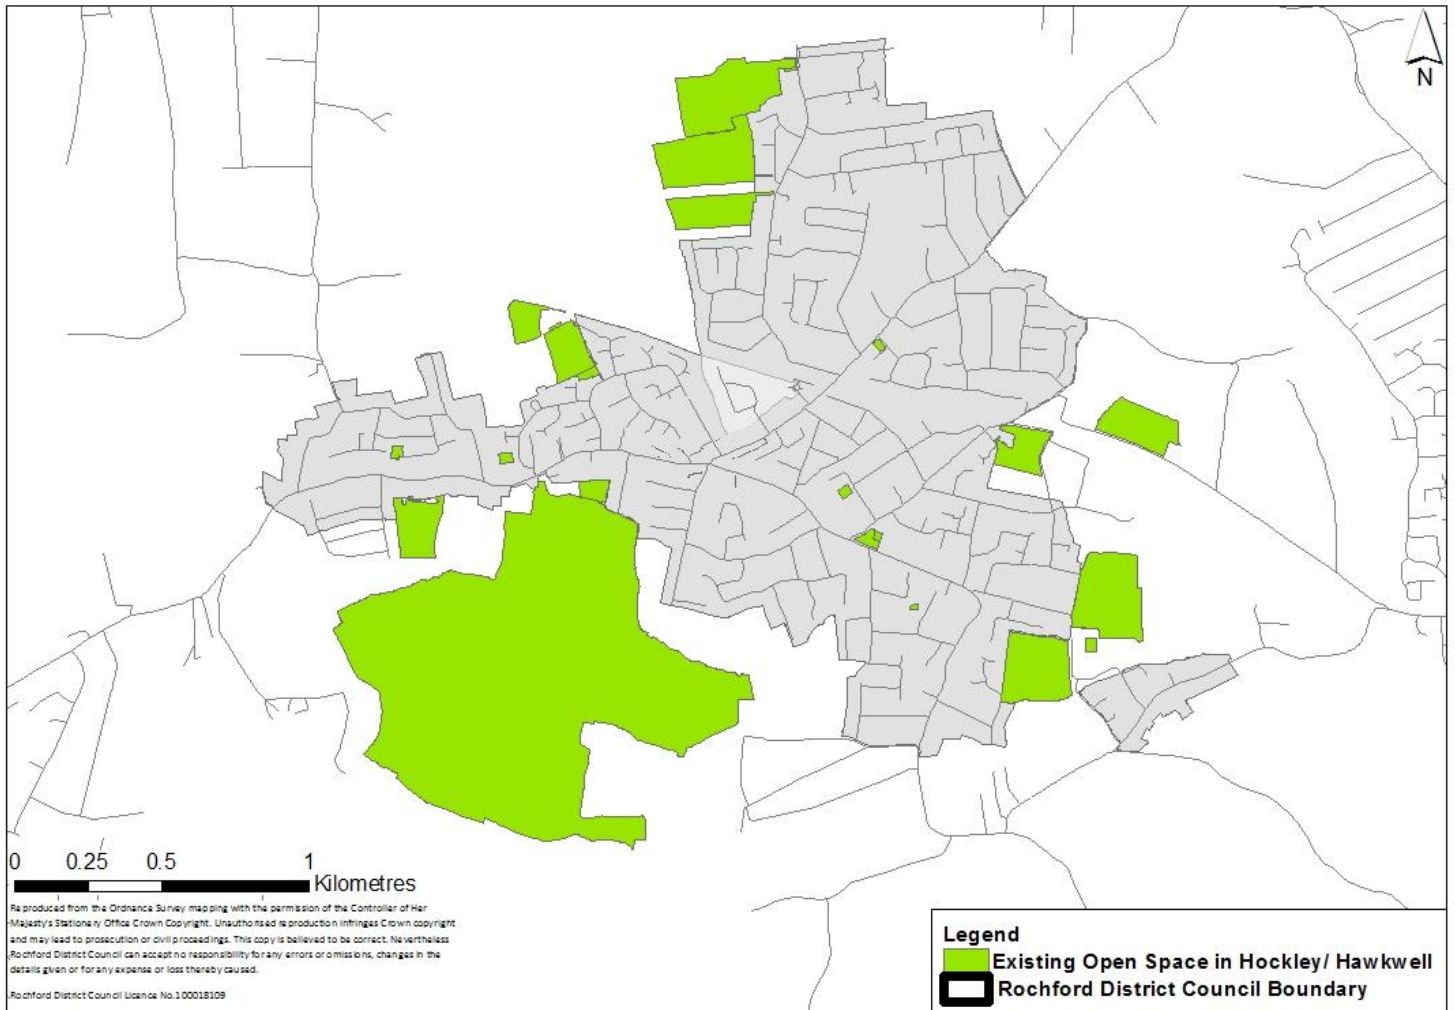 N
0 0.25 0.5 1
Kilometres
Reproduced from the Ordnance Survey mapping with the permission of the Controller of Her
Majesty's Stationery Office Crown Copyright. Unauthorised reproduction infringes Crown copyright
and may lead to prosecution or civil proceedings. This copy is believed to be correct. Nevertheless
Rochford District Council can accept no responsibility for any errors or omissions, changes in the
details given or for any expense or loss thereby caused.
Rochford District Council Licence No.100018109
Legend
Existing Open Space in Hockley/ Hawkwell
Rochford District Council Boundary